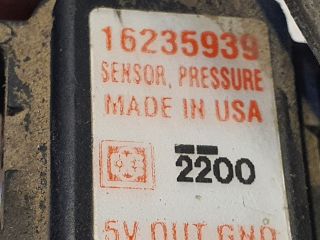 16235939
SENSOR, PRESSURE
MADE IN USA
2200
5V OUT GND